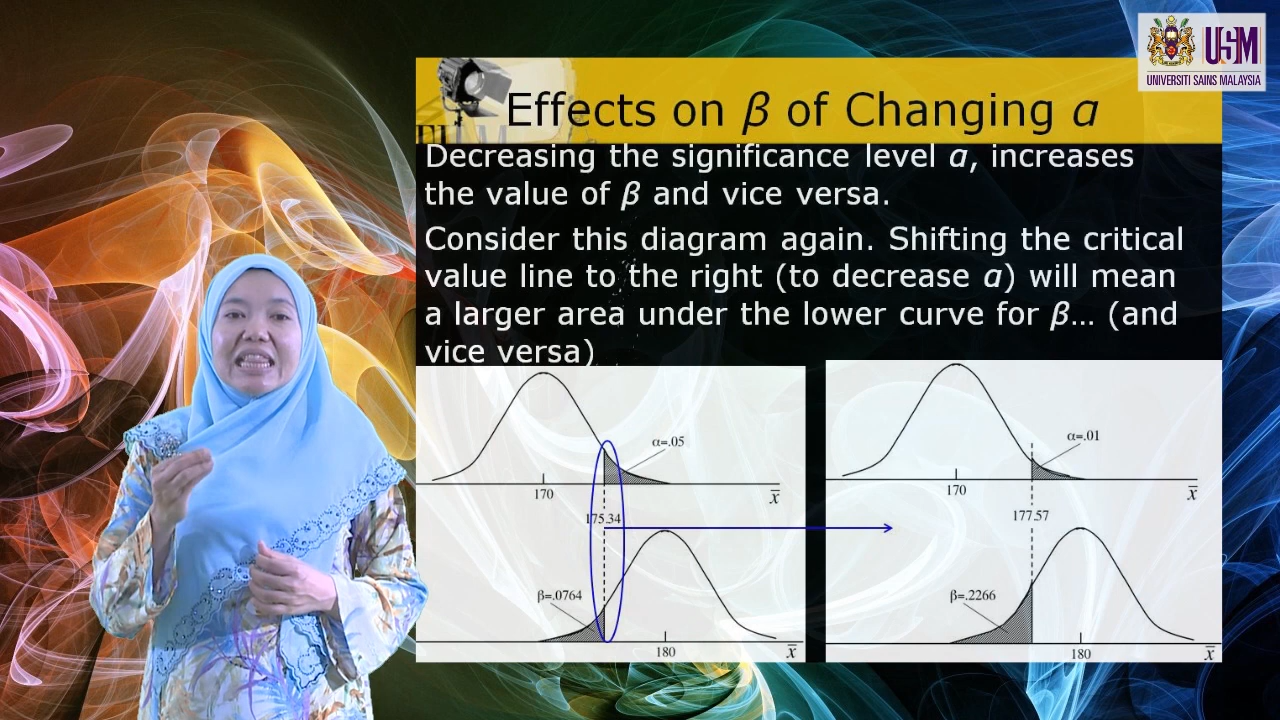 USM
UNIVERSITI SAINS MALAYSIA
Effects on β of Changing α
Decreasing the significance level α, increases
the value of β and vice versa.
Consider this diagram again. Shifting the critical
value line to the right (to decrease α) will mean
a larger area under the lower curve for β… (and
vice versa)
α=.05
170
x̅
175.34
β=.0764
180
x̅
α=.01
170
x̅
177.57
β=.2266
180
x̅